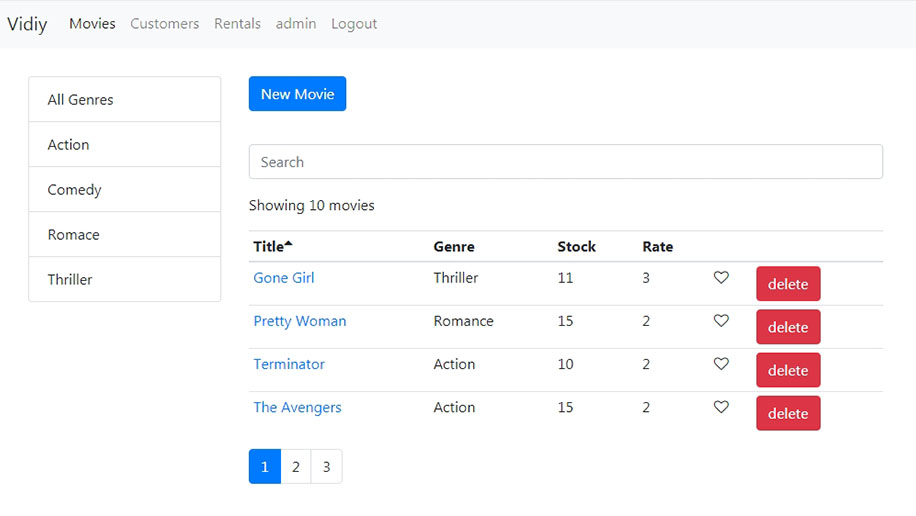 Vidiy Movies Customers Rentals admin Logout
All Genres
Action
Comedy
Romace
Thriller
New Movie
Search
Showing 10 movies
Title Genre Stock Rate
Gone Girl Thriller 11 3 delete
Pretty Woman Romance 15 2 delete
Terminator Action 10 2 delete
The Avengers Action 15 2 delete
1 2 3